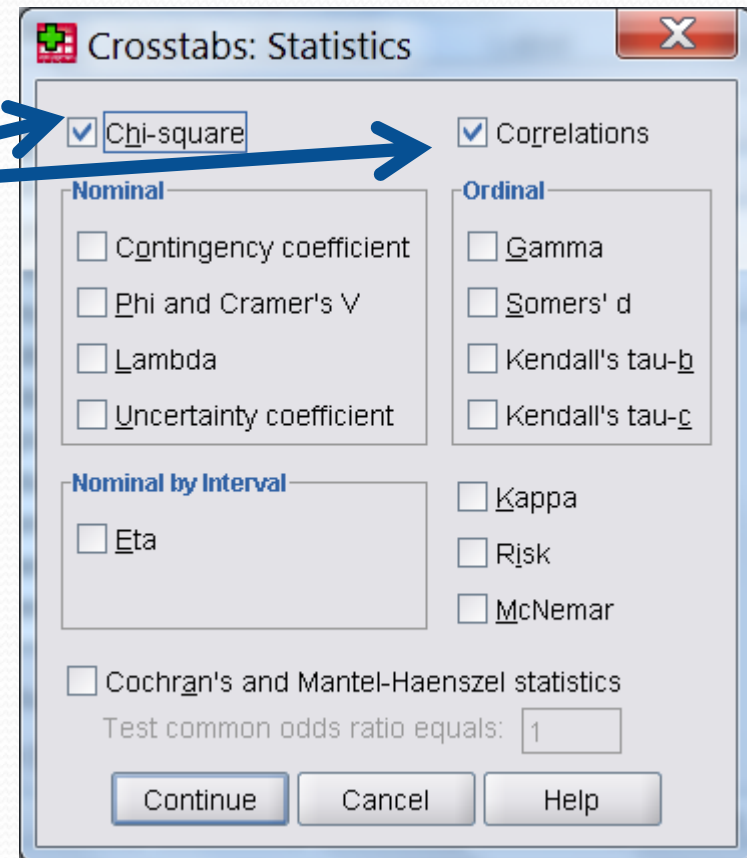 Crosstabs: Statistics
Chi-square
Correlations
Nominal
Contingency coefficient
Phi and Cramer's V
Lambda
Uncertainty coefficient
Ordinal
Gamma
Somers' d
Kendall's tau-b
Kendall's tau-c
Nominal by Interval
Eta
Kappa
Risk
McNemar
Cochran's and Mantel-Haenszel statistics
Test common odds ratio equals: 1
Continue Cancel Help